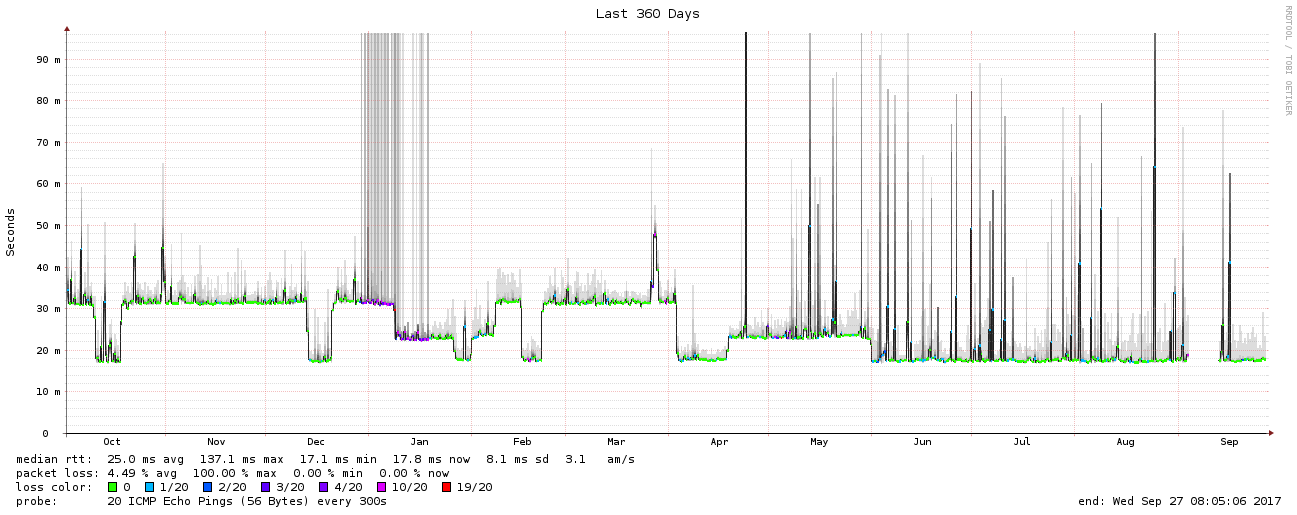 Last 360 Days
RRDTOOL / TOBI OETIKER
Seconds
90 m
80 m
70 m
60 m
50 m
40 m
30 m
20 m
10 m
0
Oct Nov Dec Jan Feb Mar Apr May Jun Jul Aug Sep
median rtt: 25.0 ms avg 137.1 ms max 17.1 ms min 17.8 ms now 8.1 ms sd 3.1 am/s
packet loss: 4.49 % avg 100.00 % max 0.00 % min 0.00 % now
loss color: 0 1/20 2/20 3/20 4/20 10/20 19/20
probe: 20 ICMP Echo Pings (56 Bytes) every 300s end: Wed Sep 27 08:05:06 2017